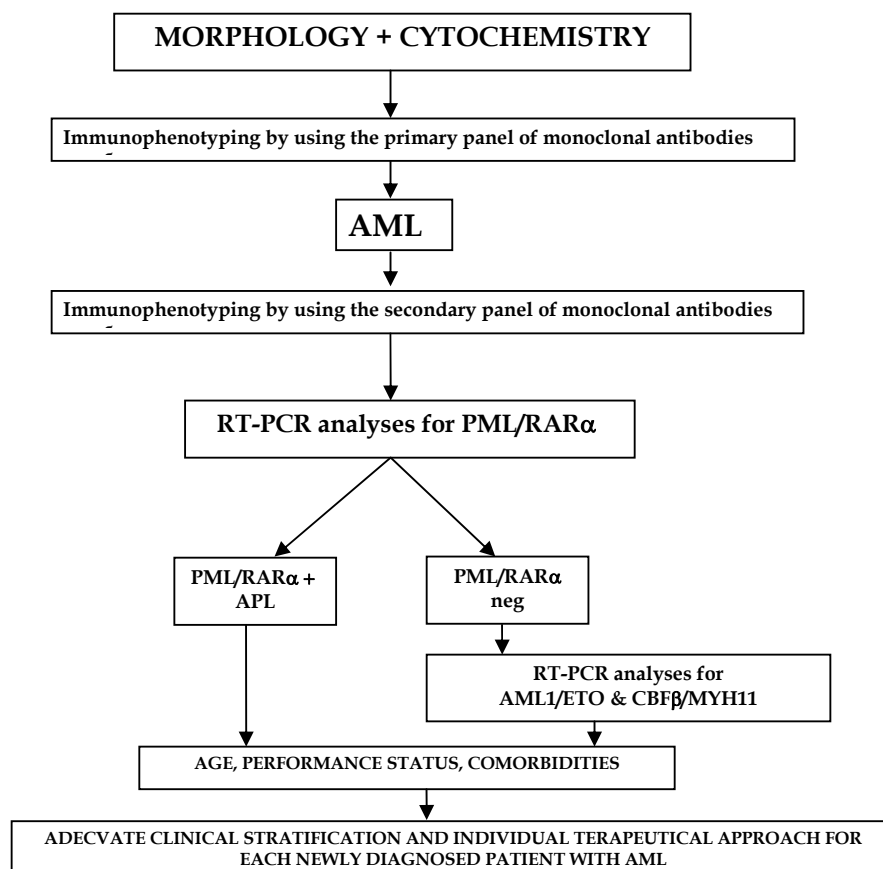 MORPHOLOGY + CYTOCHEMISTRY
Immunophenotyping by using the primary panel of monoclonal antibodies
AML
Immunophenotyping by using the secondary panel of monoclonal antibodies
RT-PCR analyses for PML/RARα
PML/RARα +
APL
PML/RARα
neg
RT-PCR analyses for
AML1/ETO & CBFβ/MYH11
AGE, PERFORMANCE STATUS, COMORBIDITIES
ADECVATE CLINICAL STRATIFICATION AND INDIVIDUAL TERAPEUTICAL APPROACH FOR
EACH NEWLY DIAGNOSED PATIENT WITH AML